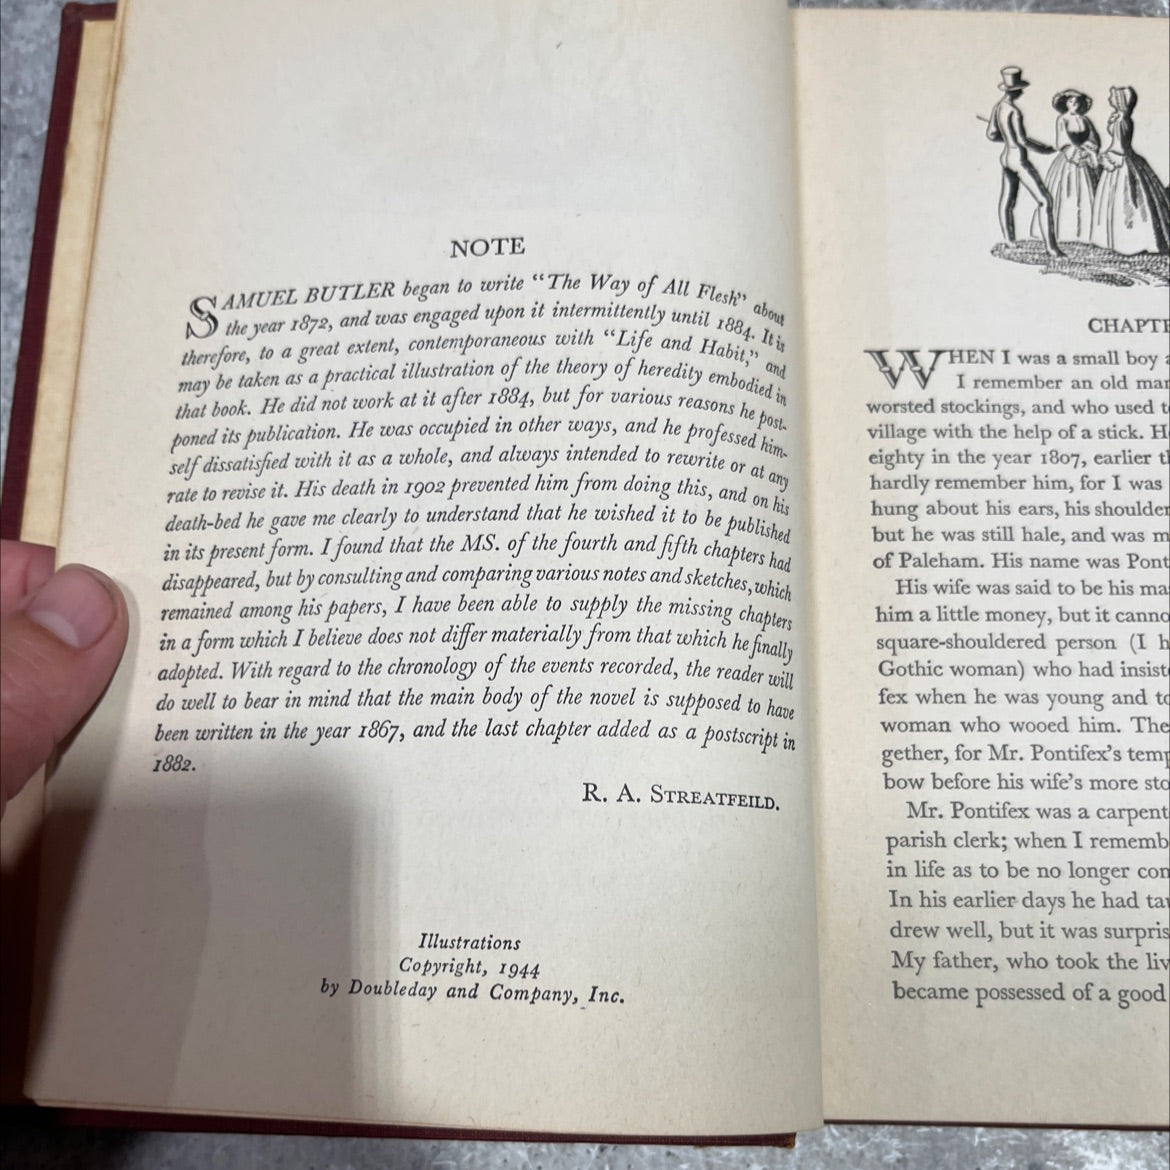 NOTE
SAMUEL BUTLER began to write “The Way of All Flesh” about
the year 1872, and was engaged upon it intermittently until 1884. It is
therefore, to a great extent, contemporaneous with “Life and Habit,” and
may be taken as a practical illustration of the theory of heredity embodied in
that book. He did not work at it after 1884, but for various reasons he post-
poned its publication. He was occupied in other ways, and he professed him-
self dissatisfied with it as a whole, and always intended to rewrite or at any
rate to revise it. His death in 1902 prevented him from doing this, and on his
death-bed he gave me clearly to understand that he wished it to be published
in its present form. I found that the MS. of the fourth and fifth chapters had
disappeared, but by consulting and comparing various notes and sketches, which
remained among his papers, I have been able to supply the missing chapters
in a form which I believe does not differ materially from that which he finally
adopted. With regard to the chronology of the events recorded, the reader will
do well to bear in mind that the main body of the novel is supposed to have
been written in the year 1867, and the last chapter added as a postscript in
1882.
R. A. STREATFEILD.
Illustrations
Copyright, 1944
by Doubleday and Company, Inc.
CHAPTE
WHEN I was a small boy a
I remember an old mar
worsted stockings, and who used t
village with the help of a stick. H
eighty in the year 1807, earlier th
hardly remember him, for I was
hung about his ears, his shoulder
but he was still hale, and was m
of Paleham. His name was Pont
His wife was said to be his ma
him a little money, but it canno
square-shouldered person (I h
Gothic woman) who had insiste
fex when he was young and to
woman who wooed him. The
gether, for Mr. Pontifex’s temp
bow before his wife’s more sto
Mr. Pontifex was a carpent
parish clerk; when I rememb
in life as to be no longer con
In his earlier days he had tau
drew well, but it was surpris
My father, who took the liv
became possessed of a good